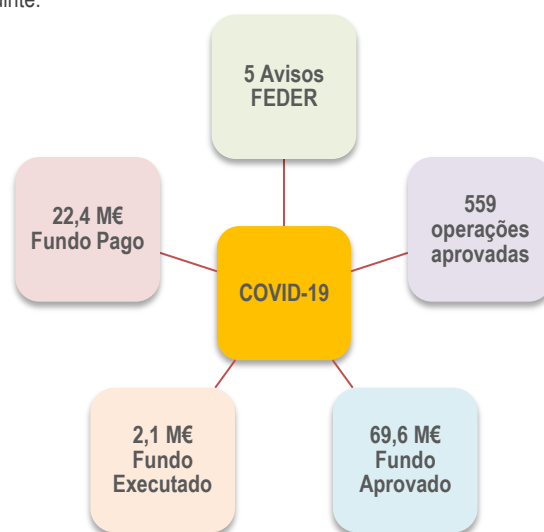 5 Avisos
FEDER
22,4 M€
Fundo Pago
559
operações
aprovadas
COVID-19
2,1 M€
Fundo
Executado
69,6 M€
Fundo
Aprovado